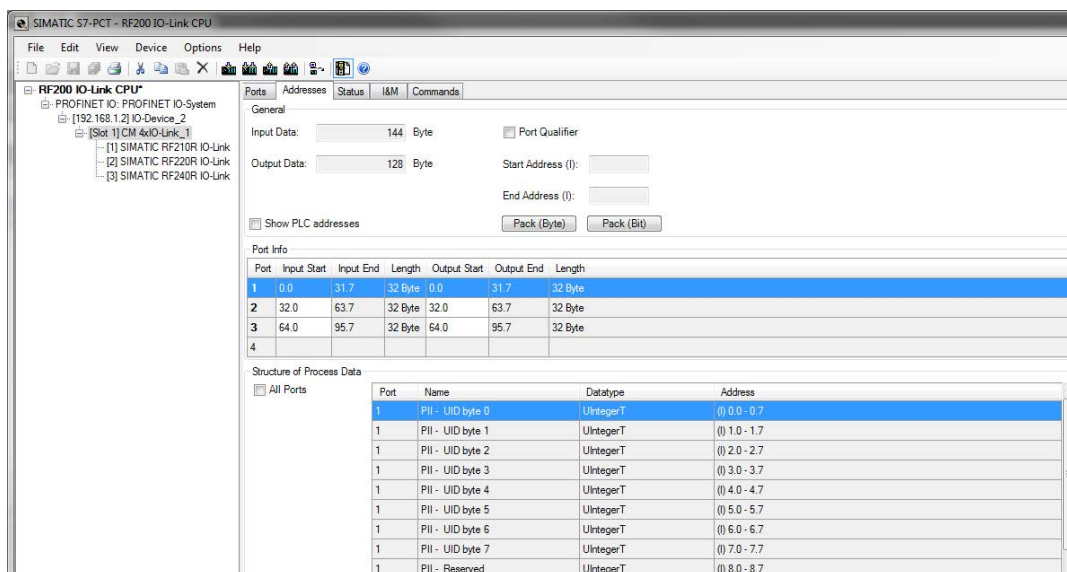 SIMATIC S7-PCT - RF200 IO-Link CPU
File Edit View Device Options Help
RF200 IO-Link CPU*
PROFINET IO: PROFINET IO-System
[192.168.1.2] IO-Device_2
[Slot 1] CM 4xIO-Link_1
[1] SIMATIC RF210R IO-Link
[2] SIMATIC RF220R IO-Link
[3] SIMATIC RF240R IO-Link
Ports Addresses Status I&M Commands
General
Input Data: 144 Byte Port Qualifier
Output Data: 128 Byte Start Address (I):
End Address (I):
Show PLC addresses Pack (Byte) Pack (Bit)
Port Info
Port Input Start Input End Length Output Start Output End Length
1 0.0 31.7 32 Byte 0.0 31.7 32 Byte
2 32.0 63.7 32 Byte 32.0 63.7 32 Byte
3 64.0 95.7 32 Byte 64.0 95.7 32 Byte
4
Structure of Process Data
All Ports
Port Name Datatype Address
1 PII - UID byte 0 UIntegerT (I) 0.0 - 0.7
1 PII - UID byte 1 UIntegerT (I) 1.0 - 1.7
1 PII - UID byte 2 UIntegerT (I) 2.0 - 2.7
1 PII - UID byte 3 UIntegerT (I) 3.0 - 3.7
1 PII - UID byte 4 UIntegerT (I) 4.0 - 4.7
1 PII - UID byte 5 UIntegerT (I) 5.0 - 5.7
1 PII - UID byte 6 UIntegerT (I) 6.0 - 6.7
1 PII - UID byte 7 UIntegerT (I) 7.0 - 7.7
1 PII - Reserved UIntegerT (I) 8.0 - 8.7